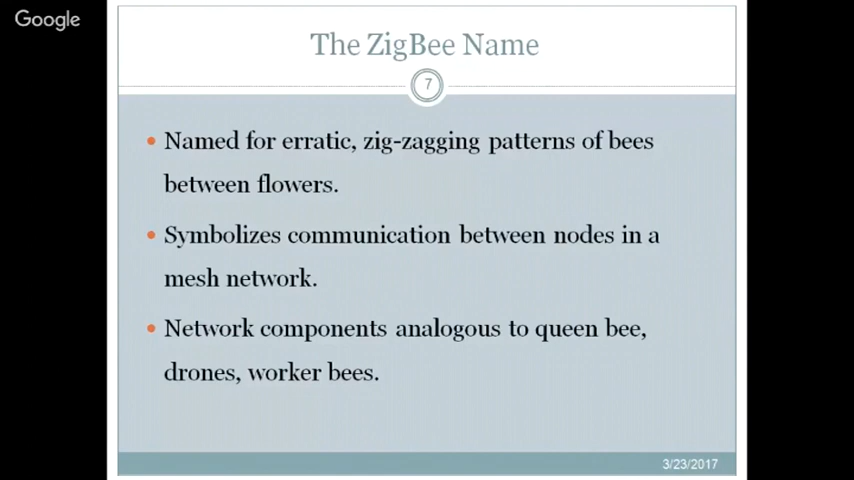 Google
The ZigBee Name
7
• Named for erratic, zig-zagging patterns of bees
between flowers.
• Symbolizes communication between nodes in a
mesh network.
• Network components analogous to queen bee,
drones, worker bees.
3/23/2017